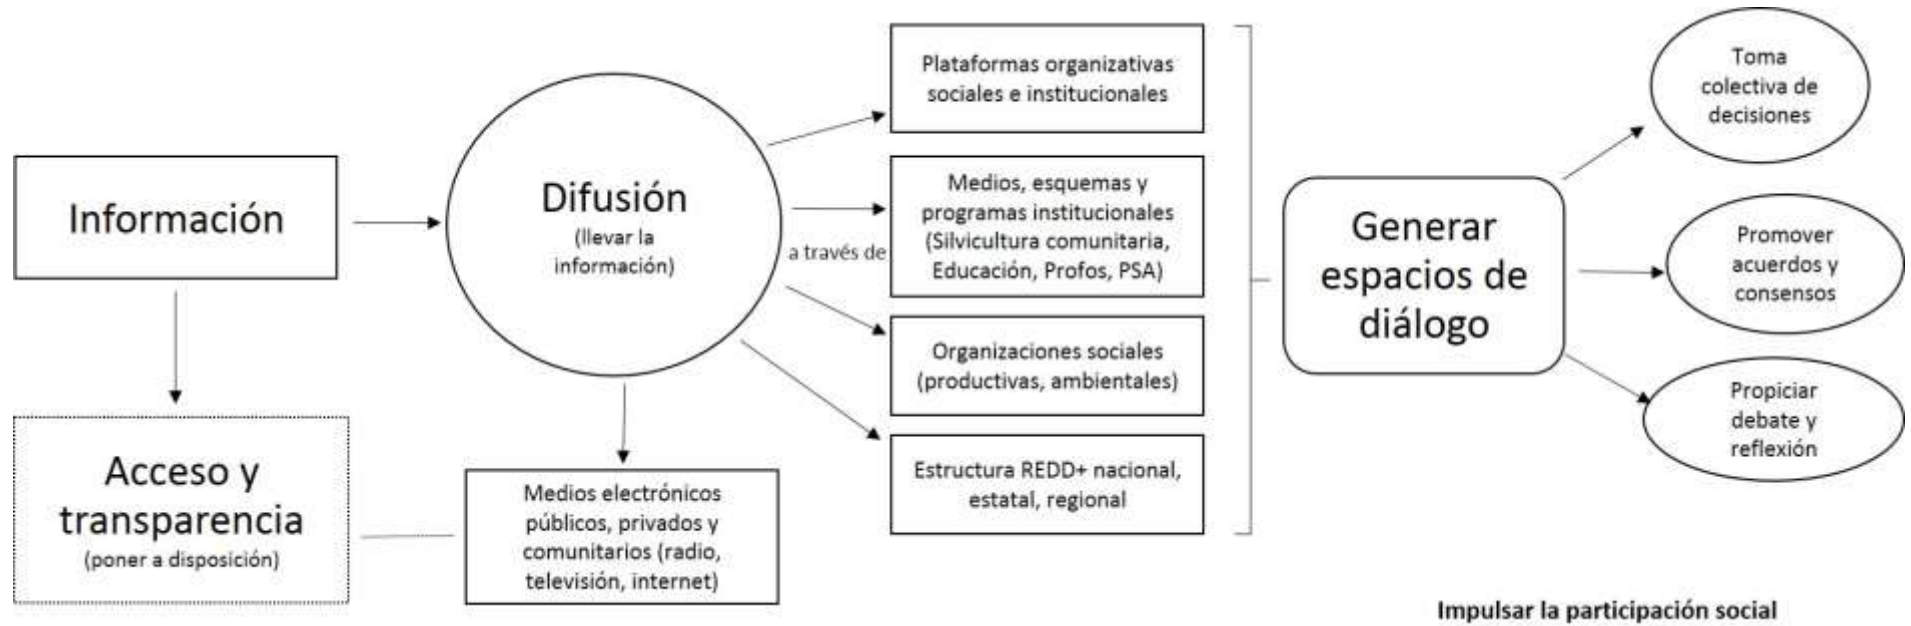 Información
Acceso y
transparencia
(poner a disposición)
Difusión
(llevar la
información)
Medios electrónicos
públicos, privados y
comunitarios (radio,
televisión, internet)
a través de
Plataformas organizativas
sociales e institucionales
Medios, esquemas y
programas institucionales
(Silvicultura comunitaria,
Educación, Profos, PSA)
Organizaciones sociales
(productivas, ambientales)
Estructura REDD+ nacional,
estatal, regional
Generar
espacios de
diálogo
Toma
colectiva de
decisiones
Promover
acuerdos y
consensos
Propiciar
debate y
reflexión
Impulsar la participación social